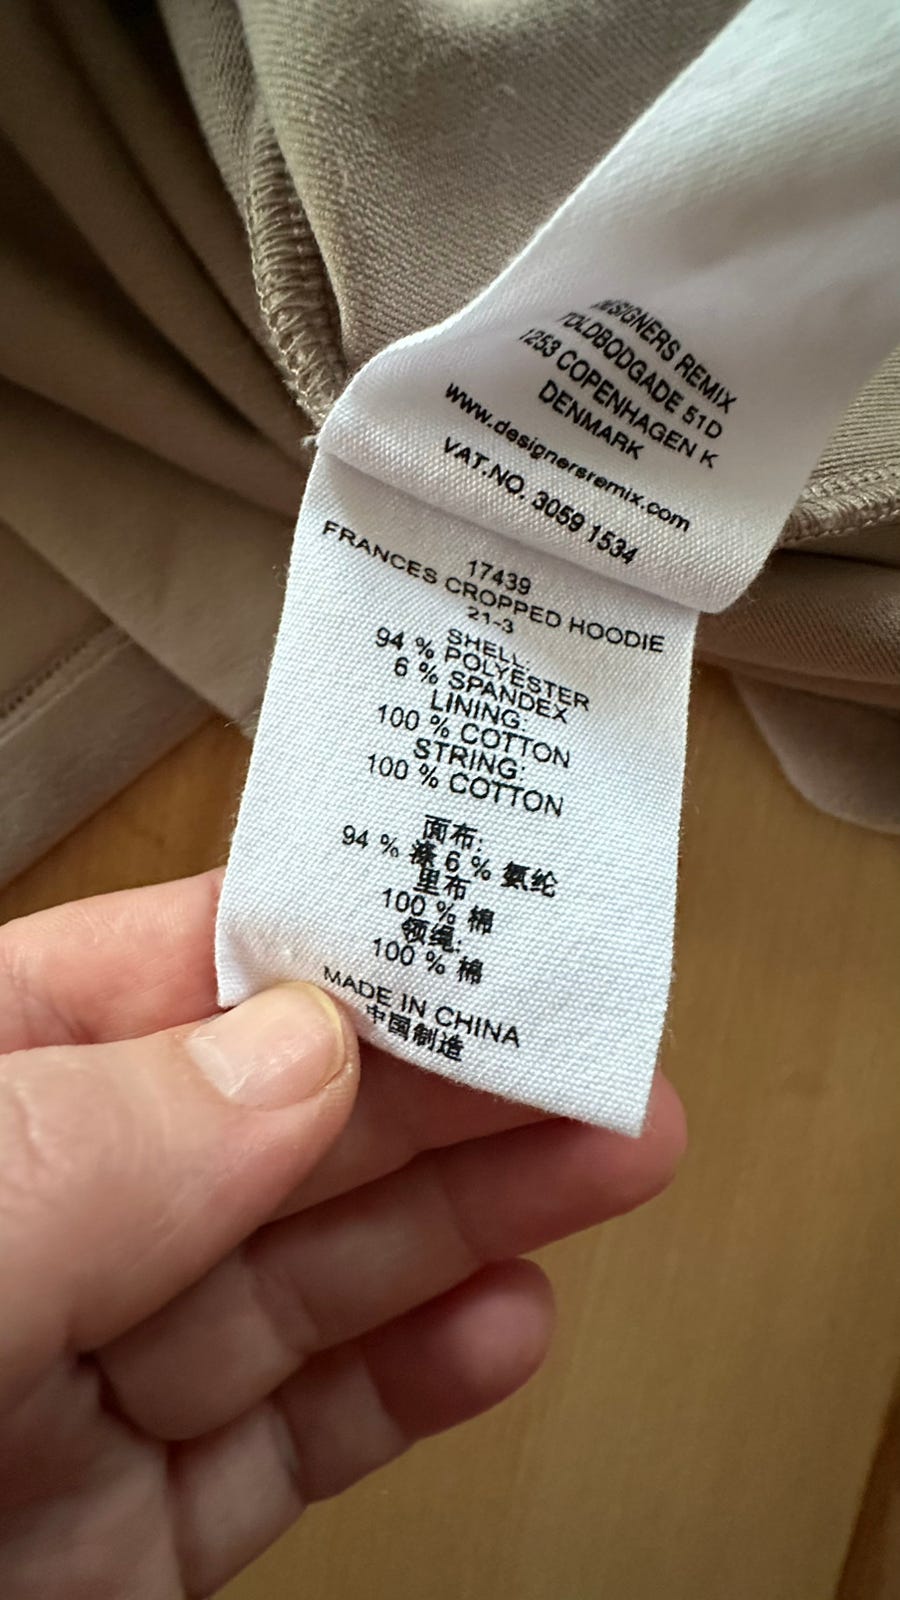 DESIGNERS REMIX
TOLDBODGADE 51D
1253 COPENHAGEN K
DENMARK
www.designersremix.com
VAT.NO. 3059 1534
17439
FRANCES CROPPED HOODIE
21-3
SHELL:
94 % POLYESTER
6 % SPANDEX
LINING:
100 % COTTON
STRING:
100 % COTTON
面布:
94 % 涤 6 % 氨纶
里布
100 % 棉
领绳:
100 % 棉
MADE IN CHINA
中国制造